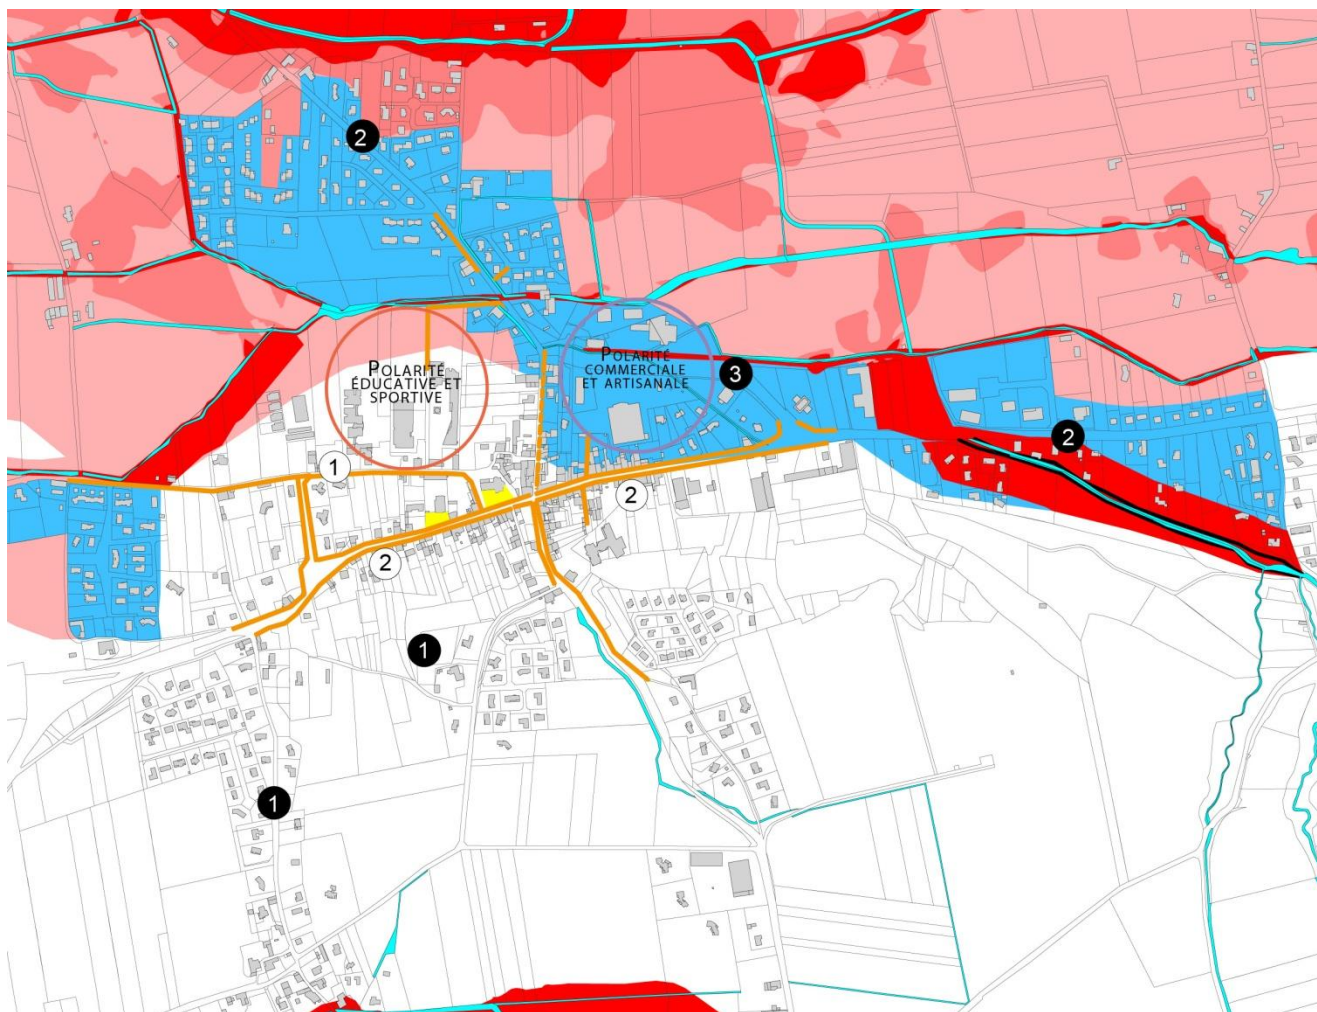 2
POLARITÉ
ÉDUCATIVE ET
SPORTIVE
POLARITÉ
COMMERCIALE
ET ARTISANALE
3
2
1
2
2
1
1